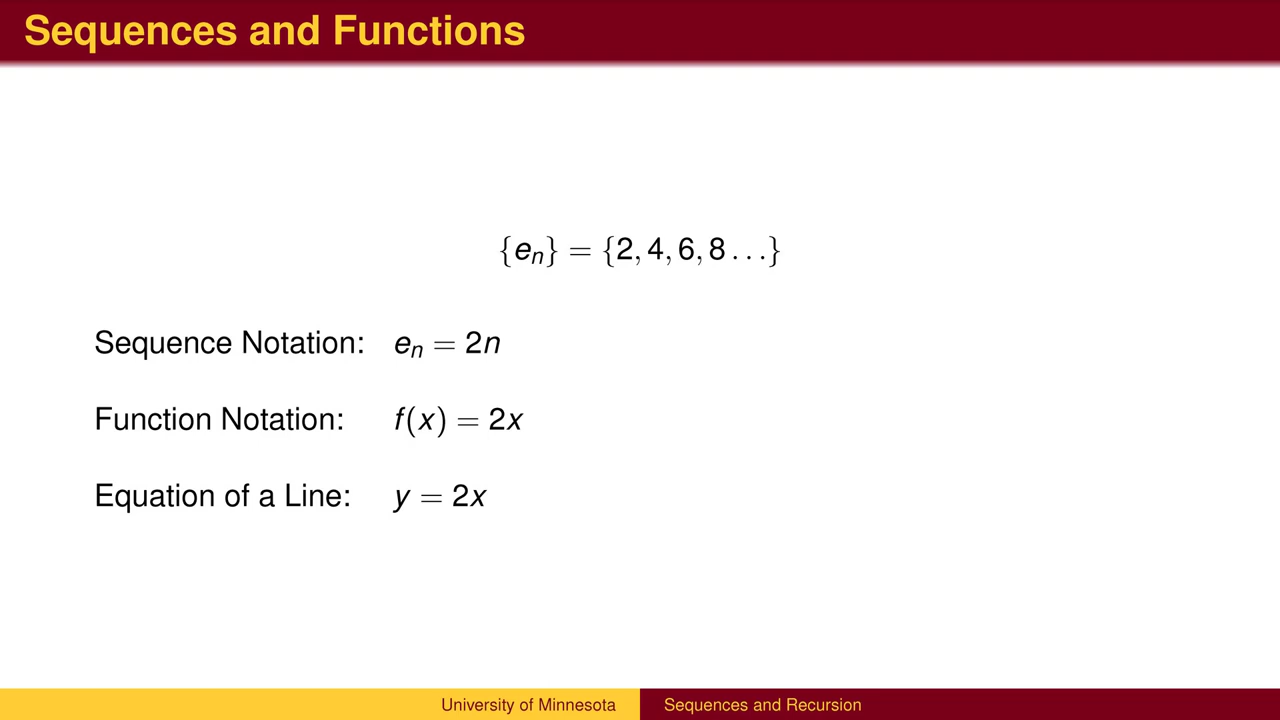 Sequences and Functions
{eₙ} = {2, 4, 6, 8 . . .}
Sequence Notation: eₙ = 2n
Function Notation: f(x) = 2x
Equation of a Line: y = 2x
University of Minnesota Sequences and Recursion